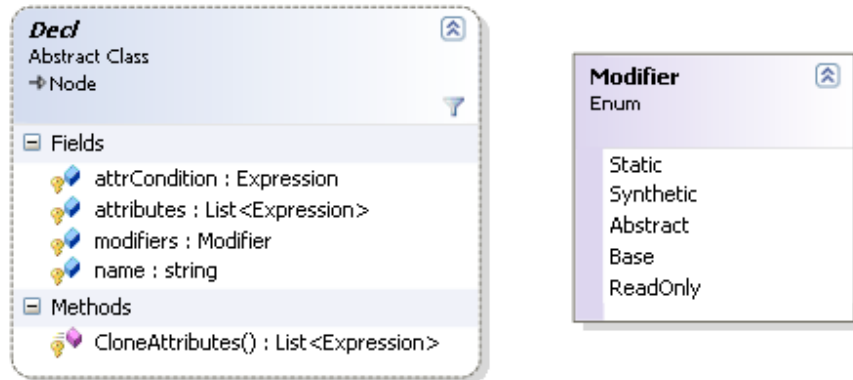 Decl
Abstract Class
Node
Fields
attrCondition : Expression
attributes : List<Expression>
modifiers : Modifier
name : string
Methods
CloneAttributes() : List<Expression>
Modifier
Enum
Static
Synthetic
Abstract
Base
ReadOnly